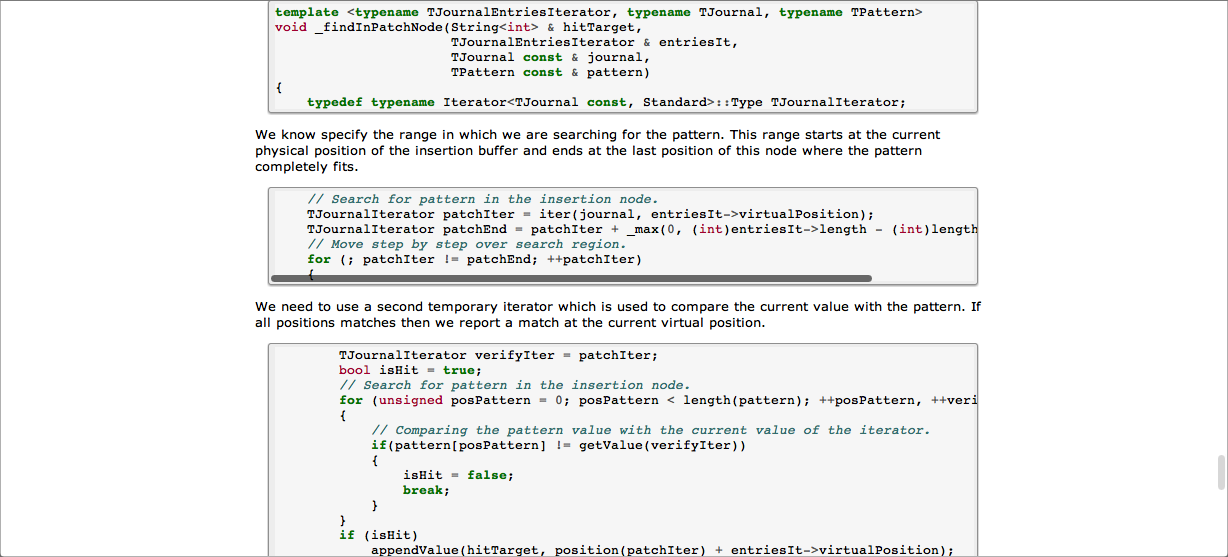 template <typename TJournalEntriesIterator, typename TJournal, typename TPattern>
void _findInPatchNode(String<int> & hitTarget,
                      TJournalEntriesIterator & entriesIt,
                      TJournal const & journal,
                      TPattern const & pattern)
{
    typedef typename Iterator<TJournal const, Standard>::Type TJournalIterator;
We know specify the range in which we are searching for the pattern. This range starts at the current
physical position of the insertion buffer and ends at the last position of this node where the pattern
completely fits.
    // Search for pattern in the insertion node.
    TJournalIterator patchIter = iter(journal, entriesIt->virtualPosition);
    TJournalIterator patchEnd = patchIter + _max(0, (int)entriesIt->length - (int)length
    // Move step by step over search region.
    for (; patchIter != patchEnd; ++patchIter)
    {
We need to use a second temporary iterator which is used to compare the current value with the pattern. If
all positions matches then we report a match at the current virtual position.
        TJournalIterator verifyIter = patchIter;
        bool isHit = true;
        // Search for pattern in the insertion node.
        for (unsigned posPattern = 0; posPattern < length(pattern); ++posPattern, ++veri
        {
            // Comparing the pattern value with the current value of the iterator.
            if(pattern[posPattern] != getValue(verifyIter))
            {
                isHit = false;
                break;
            }
        }
        if (isHit)
            appendValue(hitTarget, position(patchIter) + entriesIt->virtualPosition);